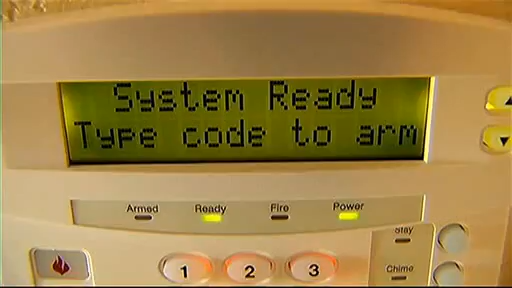 System Ready
Type code to arm
Armed Ready Fire Power
Stay
1 2 3
Chime